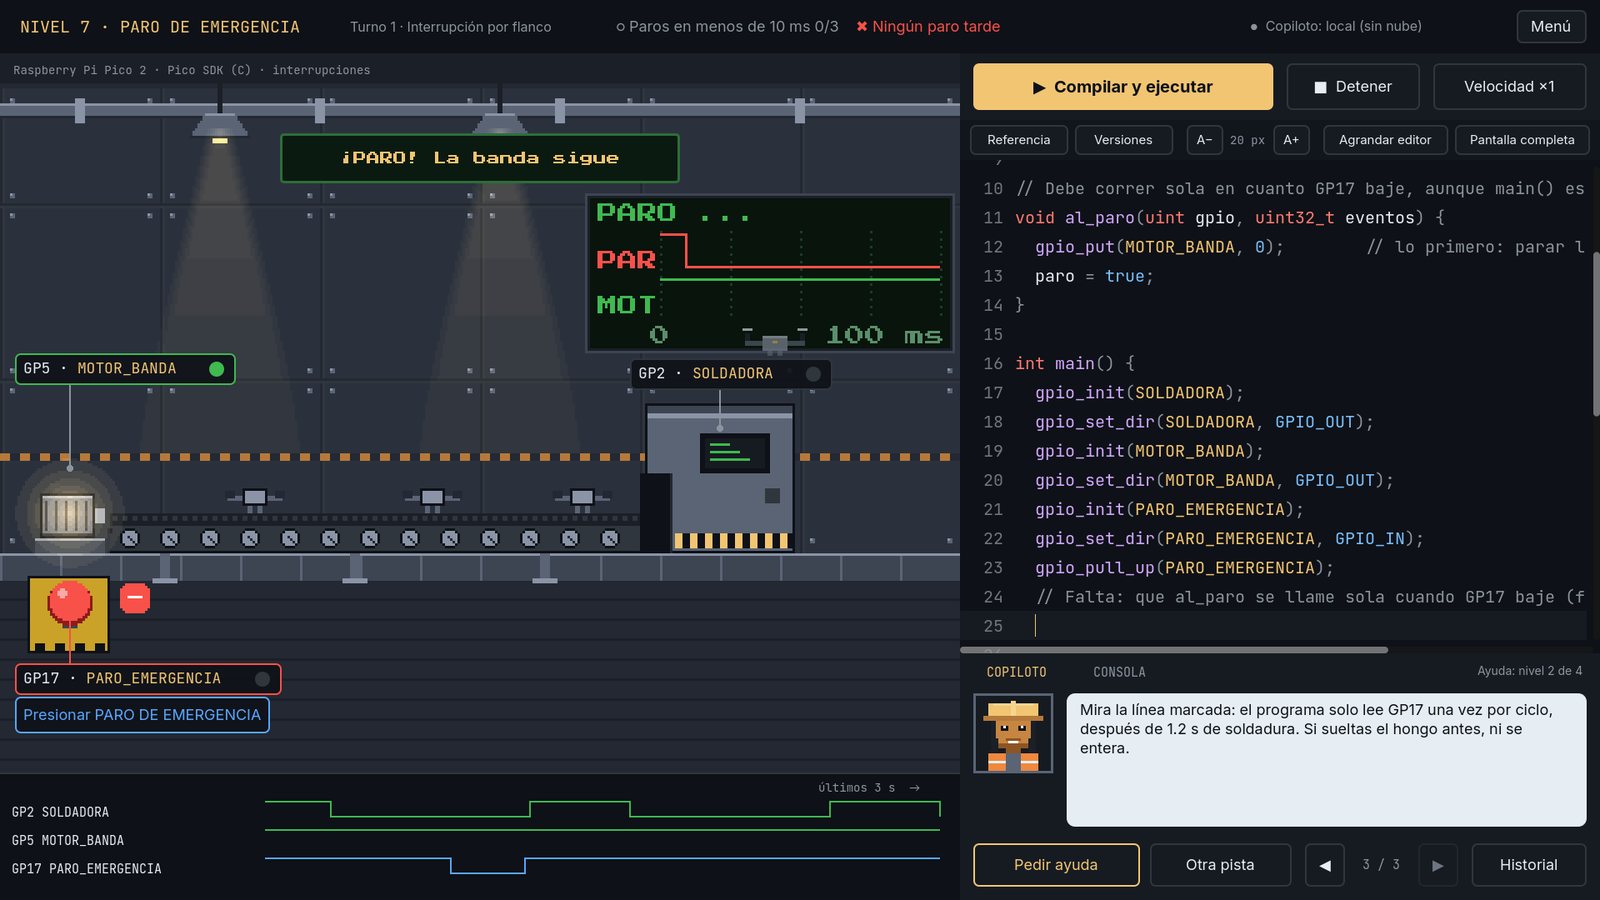 NIVEL 7 · PARO DE EMERGENCIA
Turno 1 · Interrupción por flanco
Paros en menos de 10 ms 0/3
✖ Ningún paro tarde
Copiloto: local (sin nube)
Menú
Raspberry Pi Pico 2 · Pico SDK (C) · interrupciones
¡PARO! La banda sigue
PARO ...
PAR
MOT
0
100 ms
GP5 · MOTOR_BANDA
GP2 · SOLDADORA
GP17 · PARO_EMERGENCIA
Presionar PARO DE EMERGENCIA
últimos 3 s →
GP2 SOLDADORA
GP5 MOTOR_BANDA
GP17 PARO_EMERGENCIA
▶ Compilar y ejecutar
Detener
Velocidad ×1
Referencia
Versiones
A−
20 px
A+
Agrandar editor
Pantalla completa
10 // Debe correr sola en cuanto GP17 baje, aunque main() es
11 void al_paro(uint gpio, uint32_t eventos) {
12 gpio_put(MOTOR_BANDA, 0); // lo primero: parar l
13 paro = true;
14 }
15
16 int main() {
17 gpio_init(SOLDADORA);
18 gpio_set_dir(SOLDADORA, GPIO_OUT);
19 gpio_init(MOTOR_BANDA);
20 gpio_set_dir(MOTOR_BANDA, GPIO_OUT);
21 gpio_init(PARO_EMERGENCIA);
22 gpio_set_dir(PARO_EMERGENCIA, GPIO_IN);
23 gpio_pull_up(PARO_EMERGENCIA);
24 // Falta: que al_paro se llame sola cuando GP17 baje (f
25
COPILOTO
CONSOLA
Ayuda: nivel 2 de 4
Mira la línea marcada: el programa solo lee GP17 una vez por ciclo,
después de 1.2 s de soldadura. Si sueltas el hongo antes, ni se
entera.
Pedir ayuda
Otra pista
◀
3 / 3
▶
Historial